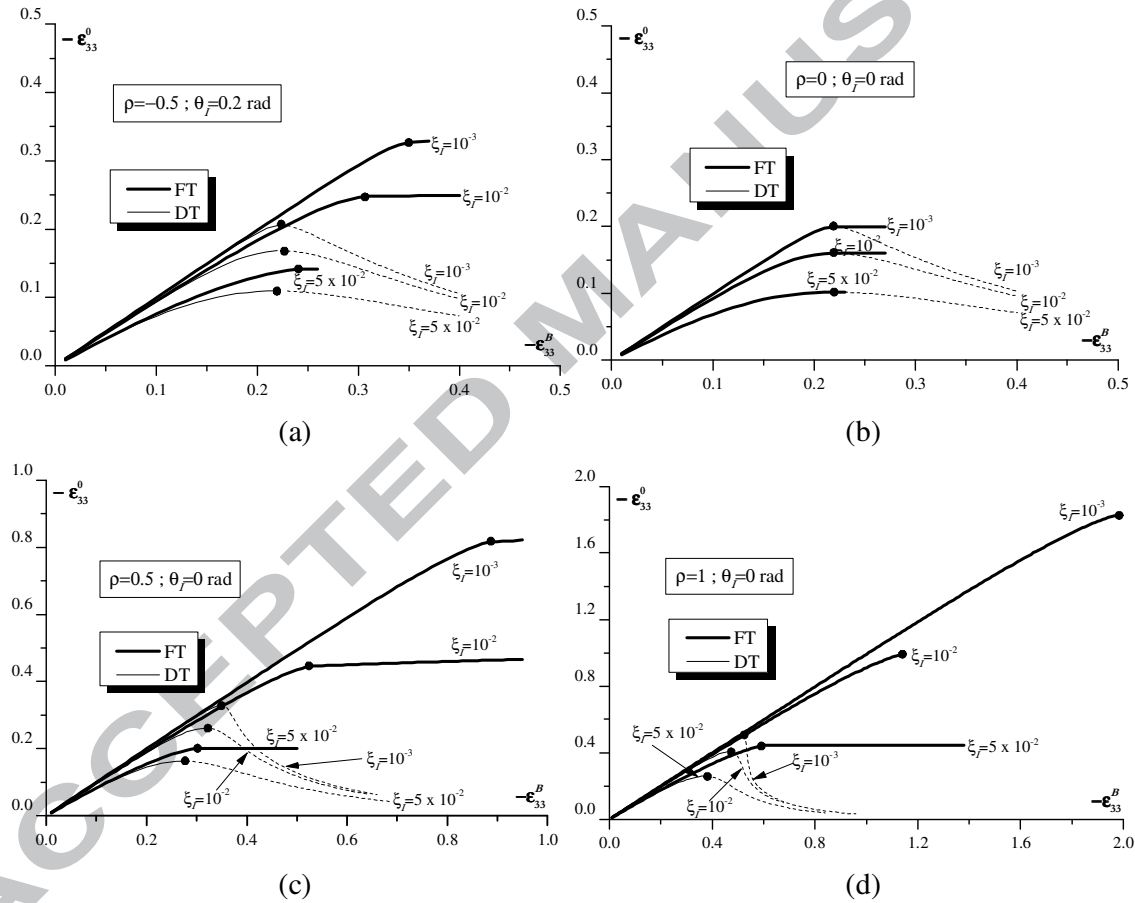 0.5
0.4
0.3
0.2
0.1
0.0
− ε⁰₃₃
ρ=−0.5 ; θ_I=0.2 rad
FT
DT
ξ_I=10⁻³
ξ_I=10⁻²
ξ_I=5 x 10⁻²
ξ_I=10⁻³
ξ_I=10⁻²
ξ_I=5 x 10⁻²
−ε^B₃₃
0.0 0.1 0.2 0.3 0.4 0.5
(a)
0.5
0.4
0.3
0.2
0.1
0.0
− ε⁰₃₃
ρ=0 ; θ_I=0 rad
FT
DT
ξ_I=10⁻³
ξ_I=10⁻²
ξ_I=5 x 10⁻²
ξ_I=10⁻³
ξ_I=10⁻²
ξ_I=5 x 10⁻²
−ε^B₃₃
0.0 0.1 0.2 0.3 0.4 0.5
(b)
1.0
0.8
0.6
0.4
0.2
0.0
− ε⁰₃₃
ρ=0.5 ; θ_I=0 rad
FT
DT
ξ_I=10⁻³
ξ_I=10⁻²
ξ_I=5 x 10⁻²
ξ_I=10⁻³
ξ_I=10⁻²
ξ_I=5 x 10⁻²
−ε^B₃₃
0.0 0.2 0.4 0.6 0.8 1.0
(c)
2.0
1.6
1.2
0.8
0.4
0.0
− ε⁰₃₃
ξ_I=10⁻³
ρ=1 ; θ_I=0 rad
FT
DT
ξ_I=10⁻²
ξ_I=5 x 10⁻²
ξ_I=5 x 10⁻²
ξ_I=10⁻³
ξ_I=10⁻²
−ε^B₃₃
0.0 0.4 0.8 1.2 1.6 2.0
(d)
ACCEPTED MANUS